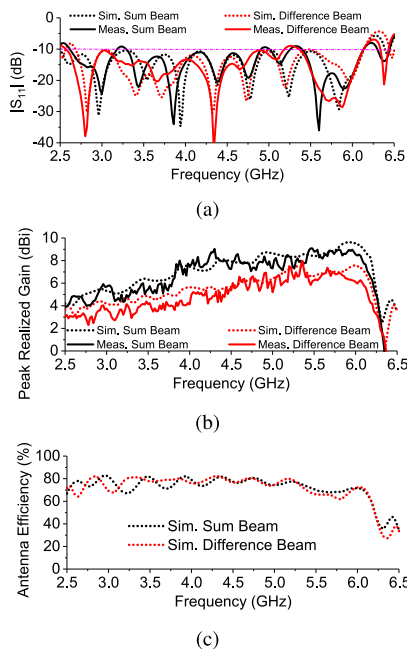 Sim. Sum Beam Sim. Difference Beam
Meas. Sum Beam Meas. Difference Beam
0
-10
-20
-30
-40
|S11| (dB)
2.5 3.0 3.5 4.0 4.5 5.0 5.5 6.0 6.5
Frequency (GHz)
(a)
10
8
6
4
2
0
Peak Realized Gain (dBi)
Sim. Sum Beam Sim. Difference Beam
Meas. Sum Beam Meas. Difference Beam
2.5 3.0 3.5 4.0 4.5 5.0 5.5 6.0 6.5
Frequency (GHz)
(b)
100
80
60
40
20
0
Antenna Efficiency (%)
Sim. Sum Beam
Sim. Difference Beam
2.5 3.0 3.5 4.0 4.5 5.0 5.5 6.0 6.5
Frequency (GHz)
(c)